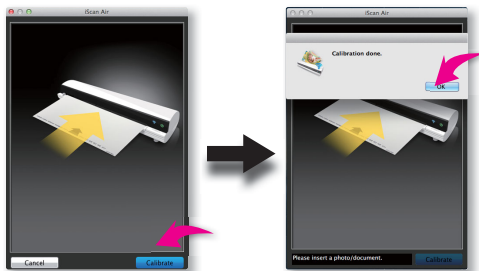 iScan Air
Cancel
Calibrate
iScan Air
Calibration done.
OK
Please insert a photo/document.
Calibrate